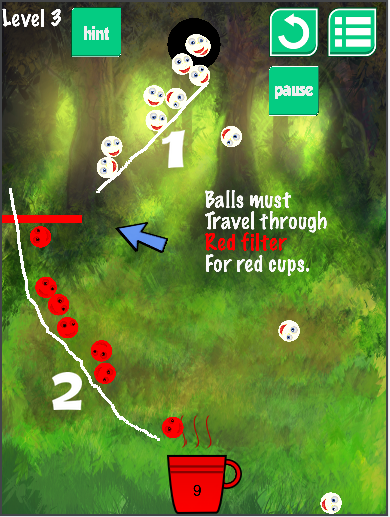 Level 3
hint
pause
1
Balls must
Travel through
Red filter
For red cups.
2
9